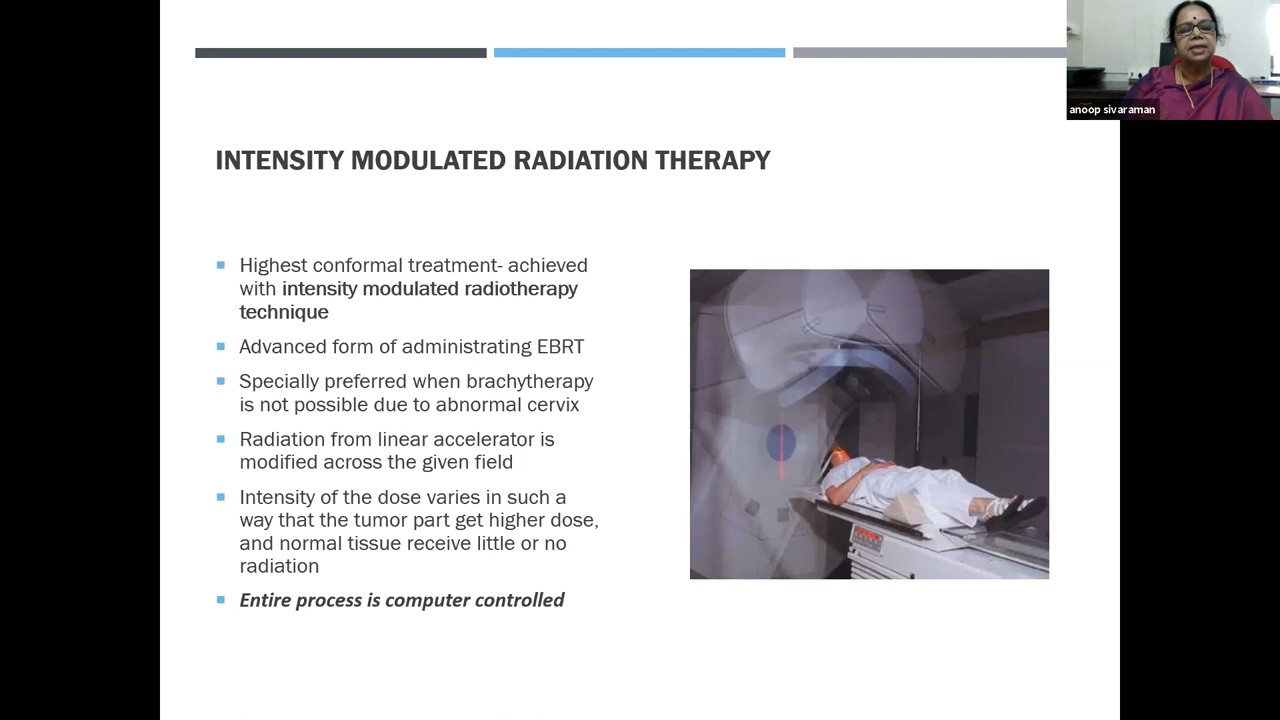 anoop sivaraman
INTENSITY MODULATED RADIATION THERAPY
Highest conformal treatment- achieved
with intensity modulated radiotherapy
technique
Advanced form of administrating EBRT
Specially preferred when brachytherapy
is not possible due to abnormal cervix
Radiation from linear accelerator is
modified across the given field
Intensity of the dose varies in such a
way that the tumor part get higher dose,
and normal tissue receive little or no
radiation
Entire process is computer controlled